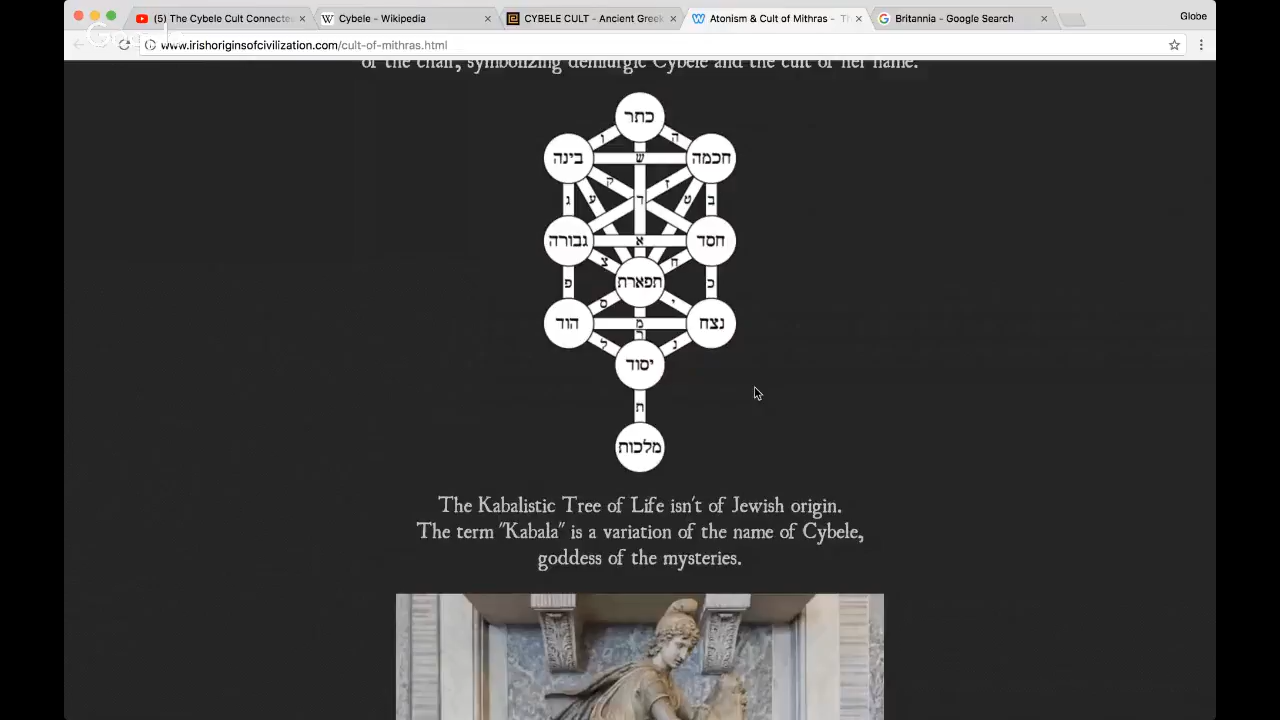 (5) The Cybele Cult Connecte
Cybele - Wikipedia
CYBELE CULT - Ancient Greek
Atonism & Cult of Mithras - Th
Britannia - Google Search
Globe
www.irishoriginsofcivilization.com/cult-of-mithras.html
of the chair, symbolizing demiurgic Cybele and the cult of her name.
כתר
ו
ה
בינה
ש
חכמה
ק
ז
ג
ע
ד
ט
ב
גבורה
א
חסד
צ
ח
פ
תפארת
כ
ס
י
הוד
מ
נצח
ר
ל
נ
יסוד
ת
מלכות
The Kabalistic Tree of Life isn't of Jewish origin.
The term "Kabala" is a variation of the name of Cybele,
goddess of the mysteries.